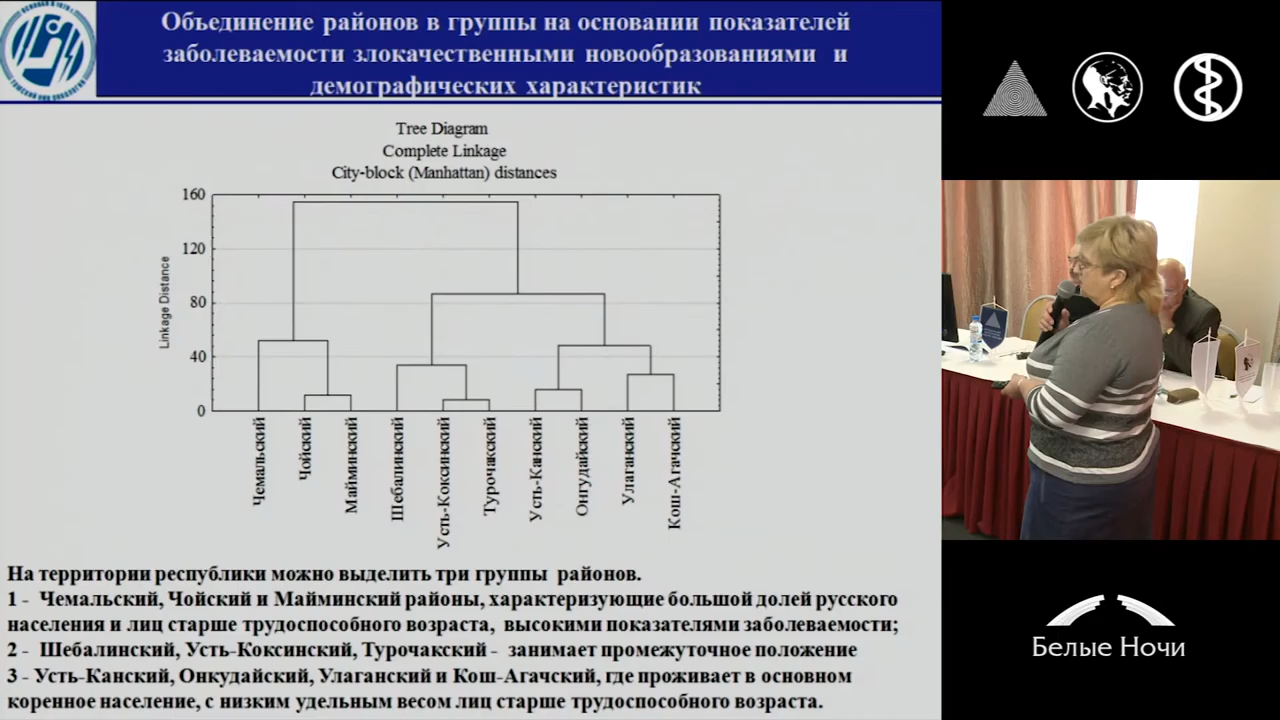 Объединение районов в группы на основании показателей
заболеваемости злокачественными новообразованиями и
демографических характеристик
Tree Diagram
Complete Linkage
City-block (Manhattan) distances
160
120
80
40
0
Linkage Distance
Чемальский
Чойский
Майминский
Шебалинский
Усть-Коксинский
Турочакский
Усть-Канский
Онгудайский
Улаганский
Кош-Агачский
На территории республики можно выделить три группы районов.
1 - Чемальский, Чойский и Майминский районы, характеризующие большой долей русского
населения и лиц старше трудоспособного возраста, высокими показателями заболеваемости;
2 - Шебалинский, Усть-Коксинский, Турочакский - занимает промежуточное положение
3 - Усть-Канский, Онкудайский, Улаганский и Кош-Агачский, где проживает в основном
коренное население, с низким удельным весом лиц старше трудоспособного возраста.
Белые Ночи